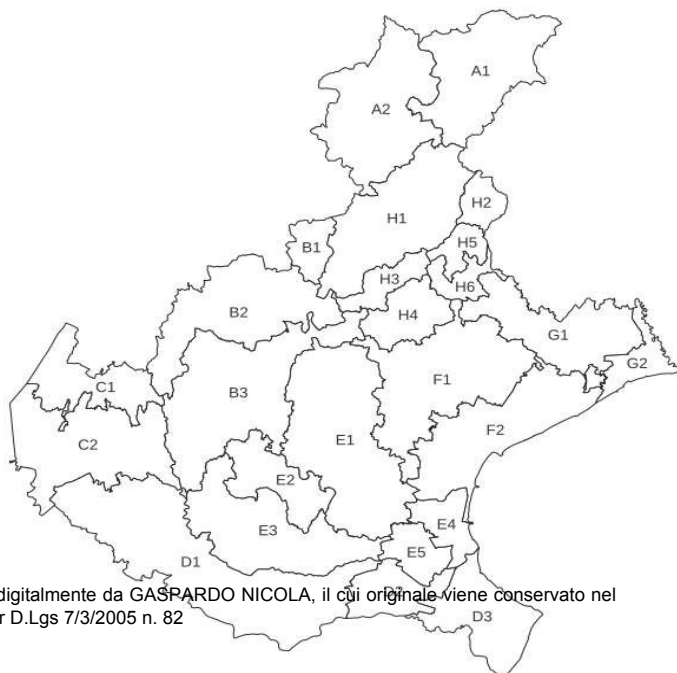 A1
A2
H2
H1
H5
B1
H3
H6
B2
H4
G1
G2
C1
B3
F1
F2
E1
C2
E2
E4
E3
E5
D1
digitalmente da GASPARDO NICOLA, il cui originale viene conservato nel
D2
D3
r D.Lgs 7/3/2005 n. 82